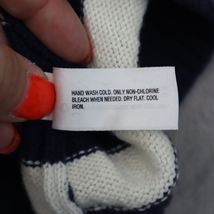 HAND WASH COLD. ONLY NON-CHLORINE
BLEACH WHEN NEEDED. DRY FLAT. COOL
IRON.